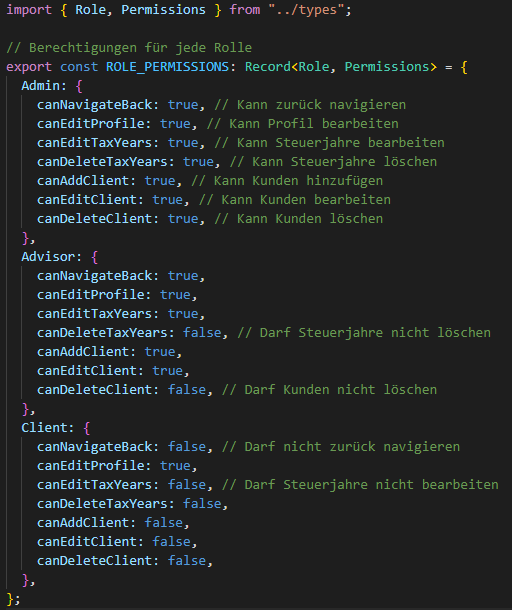 import { Role, Permissions } from "../types";
// Berechtigungen für jede Rolle
export const ROLE_PERMISSIONS: Record<Role, Permissions> = {
  Admin: {
    canNavigateBack: true, // Kann zurück navigieren
    canEditProfile: true, // Kann Profil bearbeiten
    canEditTaxYears: true, // Kann Steuerjahre bearbeiten
    canDeleteTaxYears: true, // Kann Steuerjahre löschen
    canAddClient: true, // Kann Kunden hinzufügen
    canEditClient: true, // Kann Kunden bearbeiten
    canDeleteClient: true, // Kann Kunden löschen
  },
  Advisor: {
    canNavigateBack: true,
    canEditProfile: true,
    canEditTaxYears: true,
    canDeleteTaxYears: false, // Darf Steuerjahre nicht löschen
    canAddClient: true,
    canEditClient: true,
    canDeleteClient: false, // Darf Kunden nicht löschen
  },
  Client: {
    canNavigateBack: false, // Darf nicht zurück navigieren
    canEditProfile: true,
    canEditTaxYears: false, // Darf Steuerjahre nicht bearbeiten
    canDeleteTaxYears: false,
    canAddClient: false,
    canEditClient: false,
    canDeleteClient: false,
  },
};